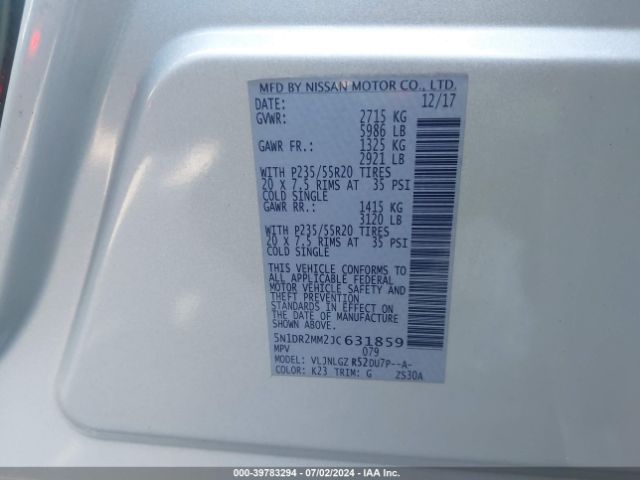 MFD BY NISSAN MOTOR CO., LTD.
DATE: 12/17
GVWR: 2715 KG
5986 LB
GAWR FR.: 1325 KG
2921 LB
WITH P235/55R20 TIRES
20 X 7.5 RIMS AT 35 PSI
COLD SINGLE
GAWR RR.: 1415 KG
3120 LB
WITH P235/55R20 TIRES
20 X 7.5 RIMS AT 35 PSI
COLD SINGLE
THIS VEHICLE CONFORMS TO
ALL APPLICABLE FEDERAL
MOTOR VEHICLE SAFETY AND
THEFT PREVENTION
STANDARDS IN EFFECT ON
THE DATE OF MANUFACTURE
SHOWN ABOVE.
5N1DR2MM2JC631859
MPV 079
MODEL: VLJNLGZ R520U7P--A-
COLOR: K23 TRIM: G ZS30A
000-39783294 - 07/02/2024 - IAA Inc.